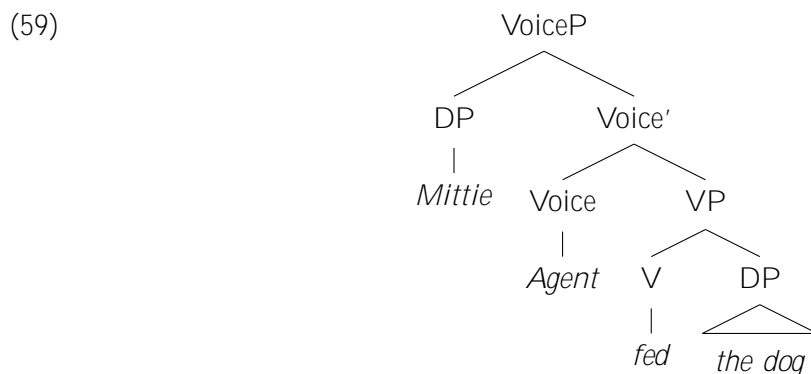 (59) VoiceP
DP Voice′
Mittie Voice VP
Agent V DP
fed the dog